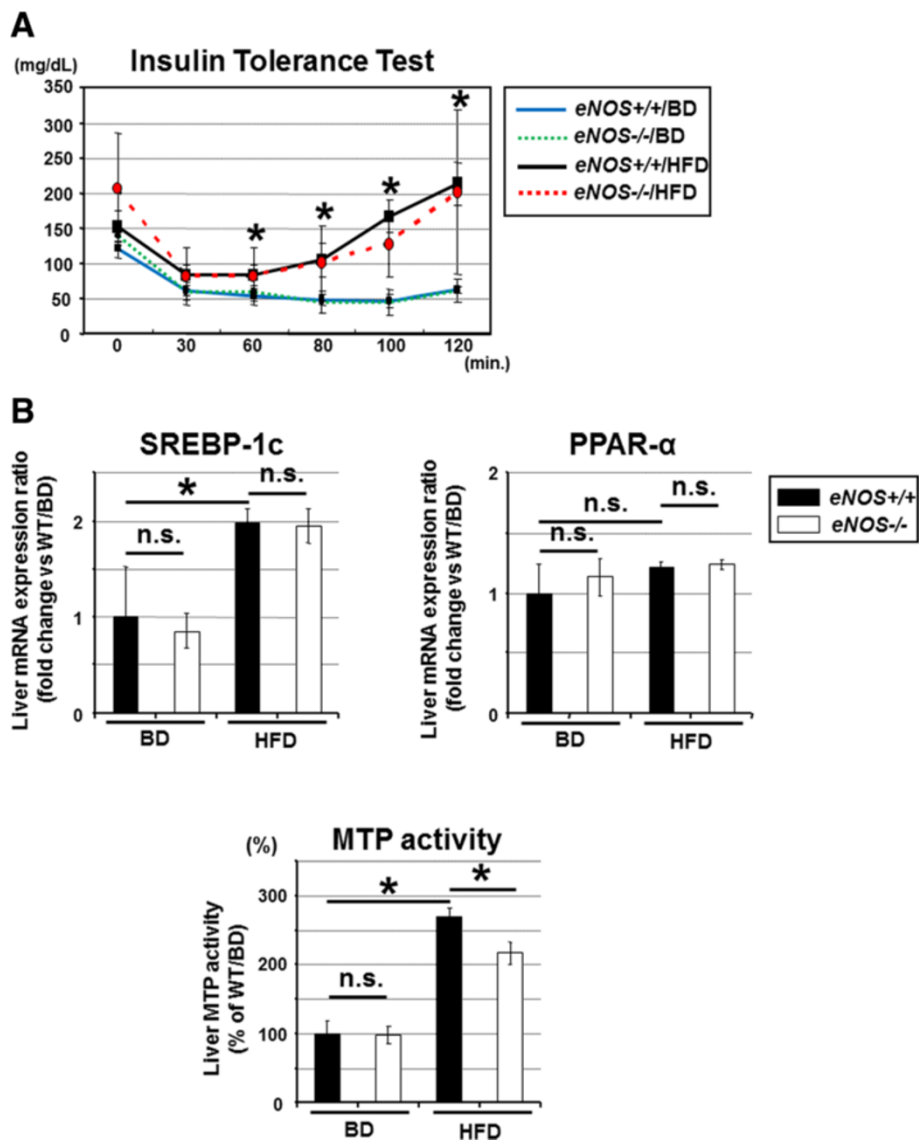 A
(mg/dL)
Insulin Tolerance Test
350
300
250
200
150
100
50
0
0 30 60 80 100 120
(min.)
* * * * *
eNOS+/+/BD
eNOS-/-/BD
eNOS+/+/HFD
eNOS-/-/HFD
B
SREBP-1c
Liver mRNA expression ratio
(fold change vs WT/BD)
2
1
0
n.s.
*
n.s.
BD HFD
PPAR-α
Liver mRNA expression ratio
(fold change vs WT/BD)
2
1
0
n.s.
n.s.
n.s.
BD HFD
eNOS+/+
eNOS-/-
(%)
MTP activity
Liver MTP activity
(% of WT/BD)
300
200
100
0
n.s.
*
*
BD HFD